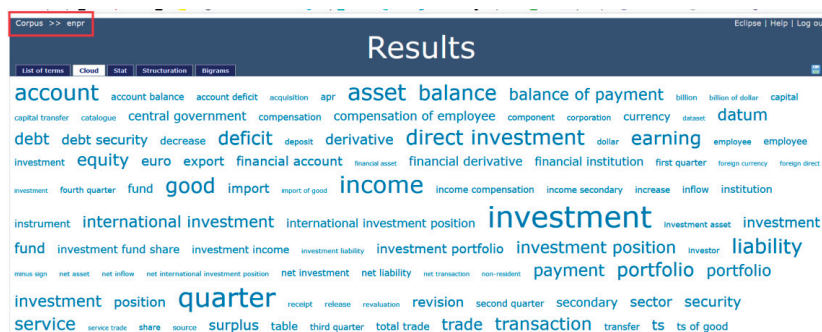 Corpus >> enpr
Eclipse | Help | Log ou
Results
List of terms Cloud Stat Structuration Bigrams
account account balance account deficit acquisition apr asset balance balance of payment billion billion of dollar capital
capital transfer catalogue central government compensation compensation of employee component corporation currency dataset datum
debt debt security decrease deficit deposit derivative direct investment dollar earning employee employee
investment equity euro export financial account financial asset financial derivative financial institution first quarter foreign currency foreign direct
investment fourth quarter fund good import import of good income income compensation income secondary increase inflow institution
instrument international investment international investment position investment investment asset investment
fund investment fund share investment income investment liability investment portfolio investment position investor liability
minus sign net asset net inflow net international investment position net investment net liability net transaction non-resident payment portfolio portfolio
investment position quarter receipt release revaluation revision second quarter secondary sector security
service service trade share source surplus table third quarter total trade trade transaction transfer ts ts of good